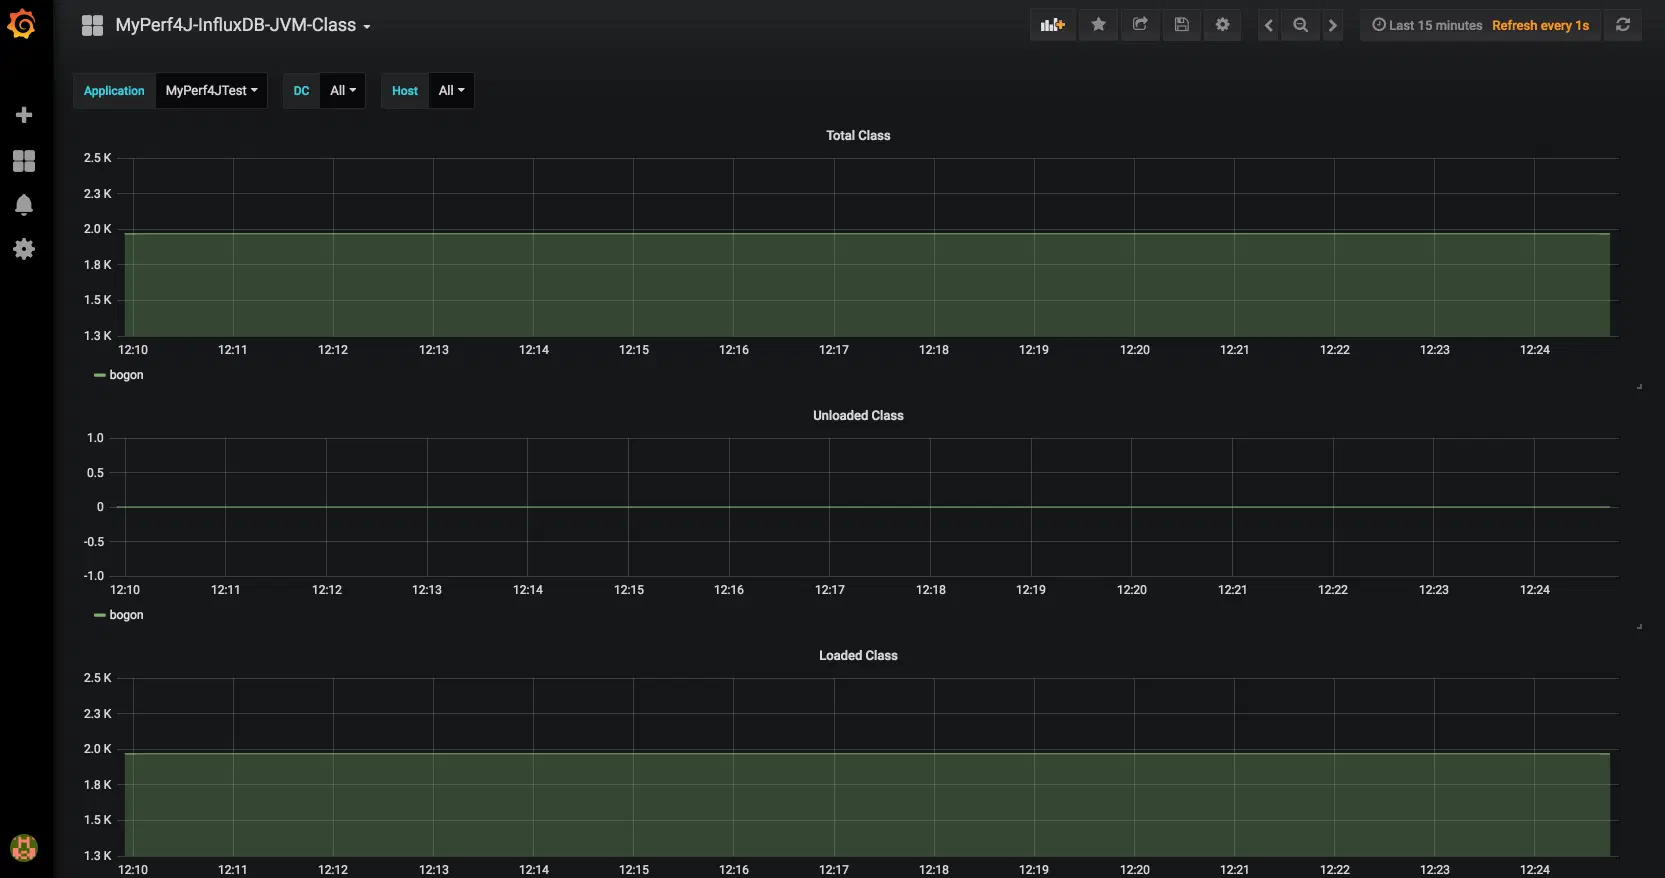 MyPerf4J-InfluxDB-JVM-Class
Last 15 minutes Refresh every 1s
Application MyPerf4JTest DC All Host All
Total Class
2.5 K
2.3 K
2.0 K
1.8 K
1.5 K
1.3 K
12:10 12:11 12:12 12:13 12:14 12:15 12:16 12:17 12:18 12:19 12:20 12:21 12:22 12:23 12:24
bogon
Unloaded Class
1.0
0.5
0
-0.5
-1.0
12:10 12:11 12:12 12:13 12:14 12:15 12:16 12:17 12:18 12:19 12:20 12:21 12:22 12:23 12:24
bogon
Loaded Class
2.5 K
2.3 K
2.0 K
1.8 K
1.5 K
1.3 K
12:10 12:11 12:12 12:13 12:14 12:15 12:16 12:17 12:18 12:19 12:20 12:21 12:22 12:23 12:24